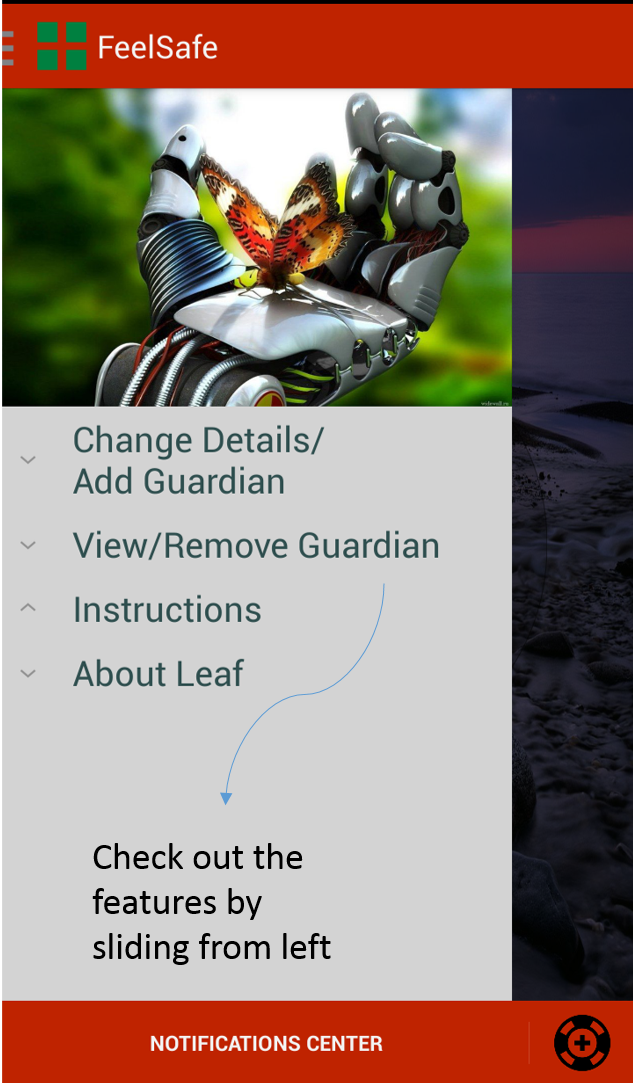 FeelSafe
Change Details/
Add Guardian
View/Remove Guardian
Instructions
About Leaf
Check out the
features by
sliding from left
NOTIFICATIONS CENTER